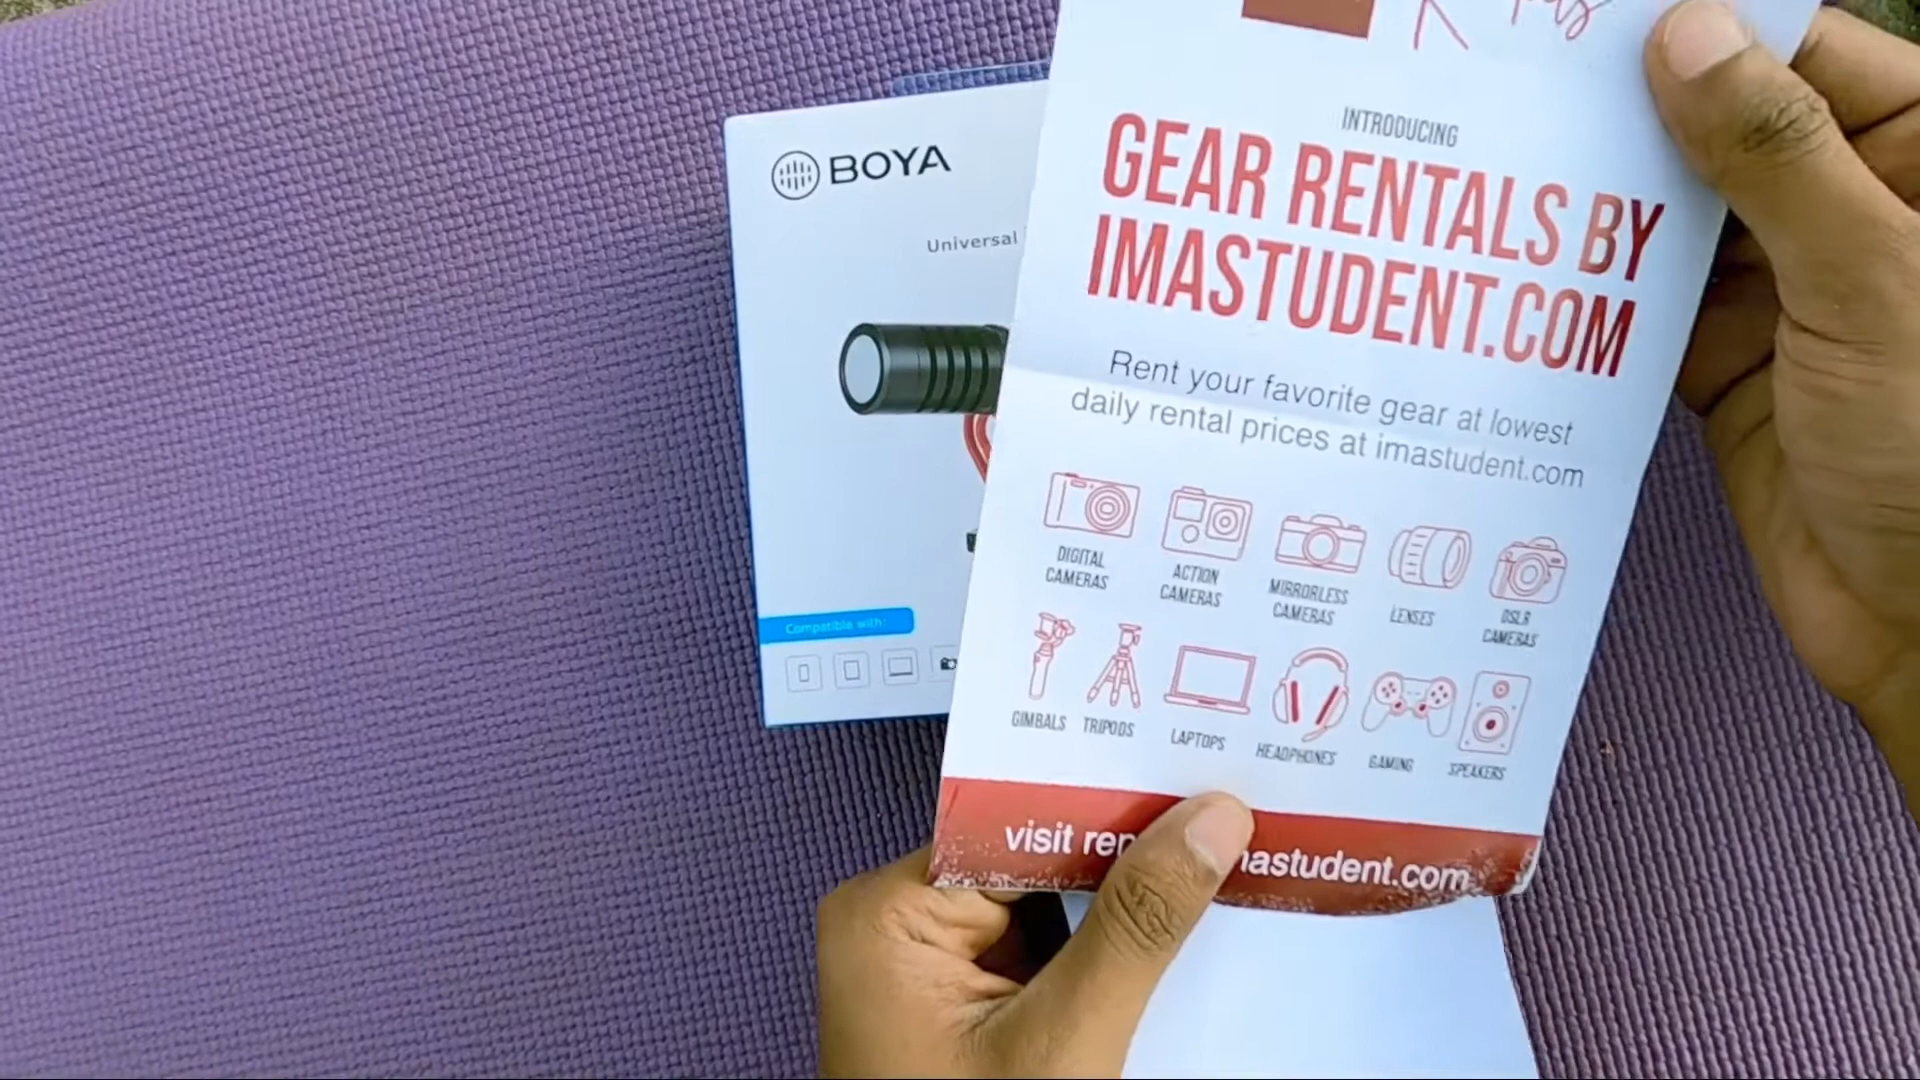 BOYA
Universal
Compatible with:
INTRODUCING
GEAR RENTALS BY
IMASTUDENT.COM
Rent your favorite gear at lowest
daily rental prices at imastudent.com
DIGITAL
CAMERAS
ACTION
CAMERAS
MIRRORLESS
CAMERAS
LENSES
DSLR
CAMERAS
GIMBALS
TRIPODS
LAPTOPS
HEADPHONES
GAMING
SPEAKERS
visit